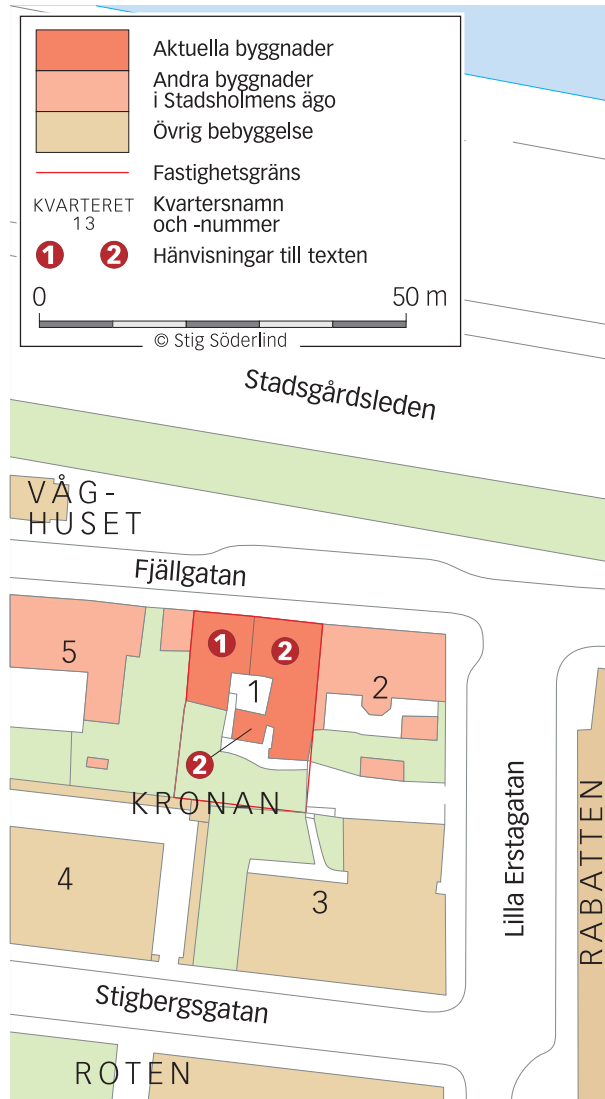 Aktuella byggnader
Andra byggnader
i Stadsholmens ägo
Övrig bebyggelse
Fastighetsgräns
KVARTERET
13
Kvartersnamn
och -nummer
1 2
Hänvisningar till texten
0 50 m
© Stig Söderlind
Stadsgårdsleden
VÅG-
HUSET
Fjällgatan
5
1
2
1
2
2
KRONAN
4
3
Lilla Erstagatan
RABATTEN
Stigbergsgatan
ROTEN